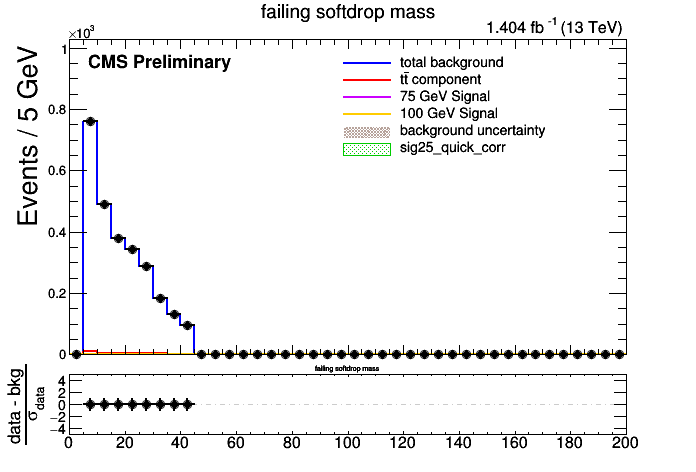 failing softdrop mass
×10³
1.404 fb⁻¹ (13 TeV)
CMS Preliminary
total background
tt̄ component
75 GeV Signal
100 GeV Signal
background uncertainty
sig25_quick_corr
Events / 5 GeV
1
0.8
0.6
0.4
0.2
0
failing softdrop mass
data - bkg
σ data
4
2
0
−2
−4
0 20 40 60 80 100 120 140 160 180 200